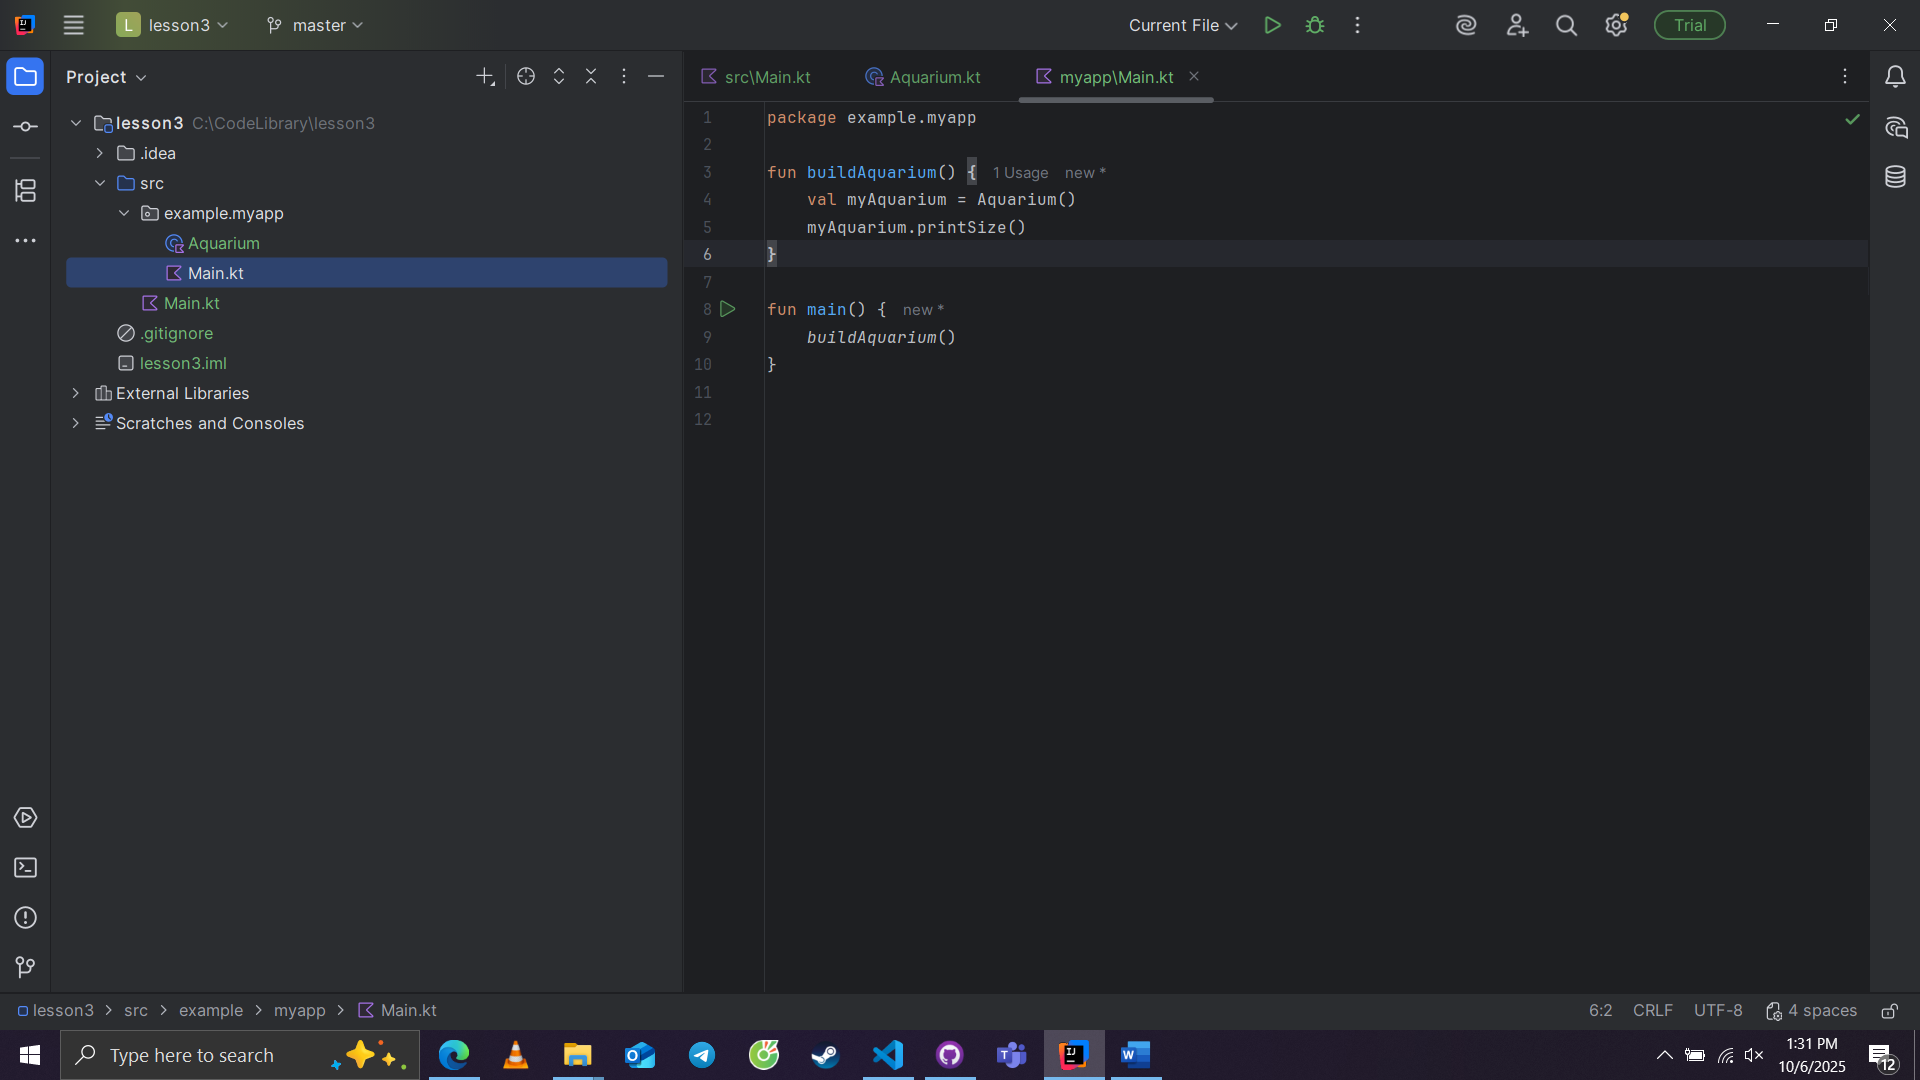 L lesson3 master Current File Trial
Project
lesson3 C:\CodeLibrary\lesson3
.idea
src
example.myapp
Aquarium
Main.kt
Main.kt
.gitignore
lesson3.iml
External Libraries
Scratches and Consoles
src\Main.kt Aquarium.kt myapp\Main.kt
1 package example.myapp
2
3 fun buildAquarium() { 1 Usage new *
4 val myAquarium = Aquarium()
5 myAquarium.printSize()
6 }
7
8 fun main() { new *
9 buildAquarium()
10 }
11
12
lesson3 > src > example > myapp > Main.kt 6:2 CRLF UTF-8 4 spaces
Type here to search
1:31 PM
10/6/2025
12